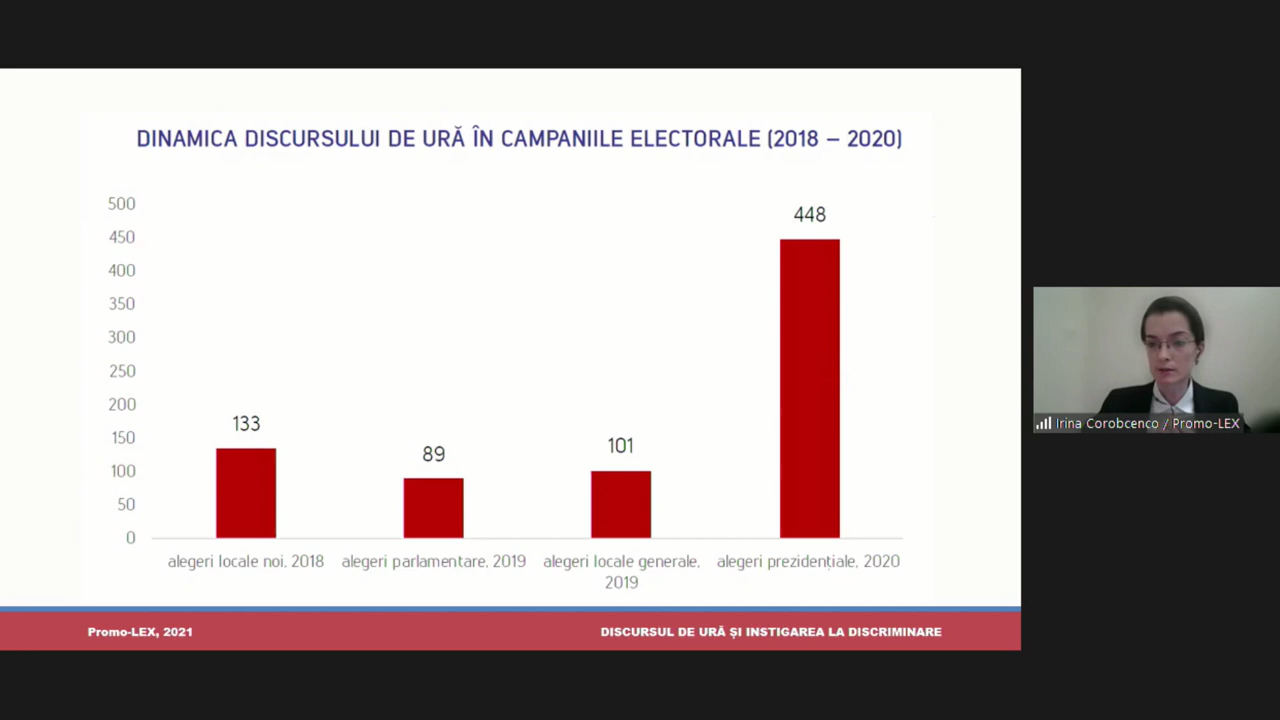 DINAMICA DISCURSULUI DE URĂ ÎN CAMPANIILE ELECTORALE (2018 – 2020)
500
450
400
350
300
250
200
150
100
50
0
133
89
101
448
alegeri locale noi, 2018
alegeri parlamentare, 2019
alegeri locale generale,
2019
alegeri prezidențiale, 2020
Promo-LEX, 2021
DISCURSUL DE URĂ ȘI INSTIGAREA LA DISCRIMINARE
Irina Corobcenco / Promo-LEX